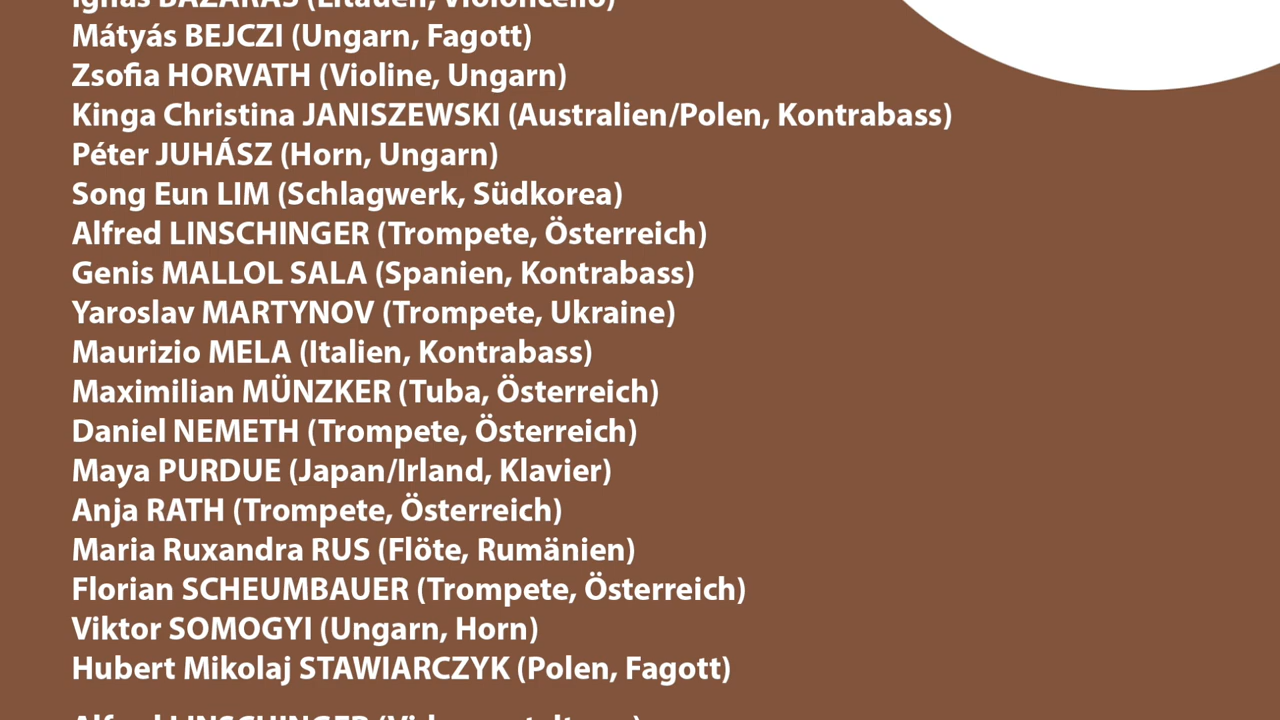 Mátyás BEJCZI (Ungarn, Fagott)
Zsofia HORVATH (Violine, Ungarn)
Kinga Christina JANISZEWSKI (Australien/Polen, Kontrabass)
Péter JUHÁSZ (Horn, Ungarn)
Song Eun LIM (Schlagwerk, Südkorea)
Alfred LINSCHINGER (Trompete, Österreich)
Genis MALLOL SALA (Spanien, Kontrabass)
Yaroslav MARTYNOV (Trompete, Ukraine)
Maurizio MELA (Italien, Kontrabass)
Maximilian MÜNZKER (Tuba, Österreich)
Daniel NEMETH (Trompete, Österreich)
Maya PURDUE (Japan/Irland, Klavier)
Anja RATH (Trompete, Österreich)
Maria Ruxandra RUS (Flöte, Rumänien)
Florian SCHEUMBAUER (Trompete, Österreich)
Viktor SOMOGYI (Ungarn, Horn)
Hubert Mikolaj STAWIARCZYK (Polen, Fagott)
Alfred LINSCHINGER